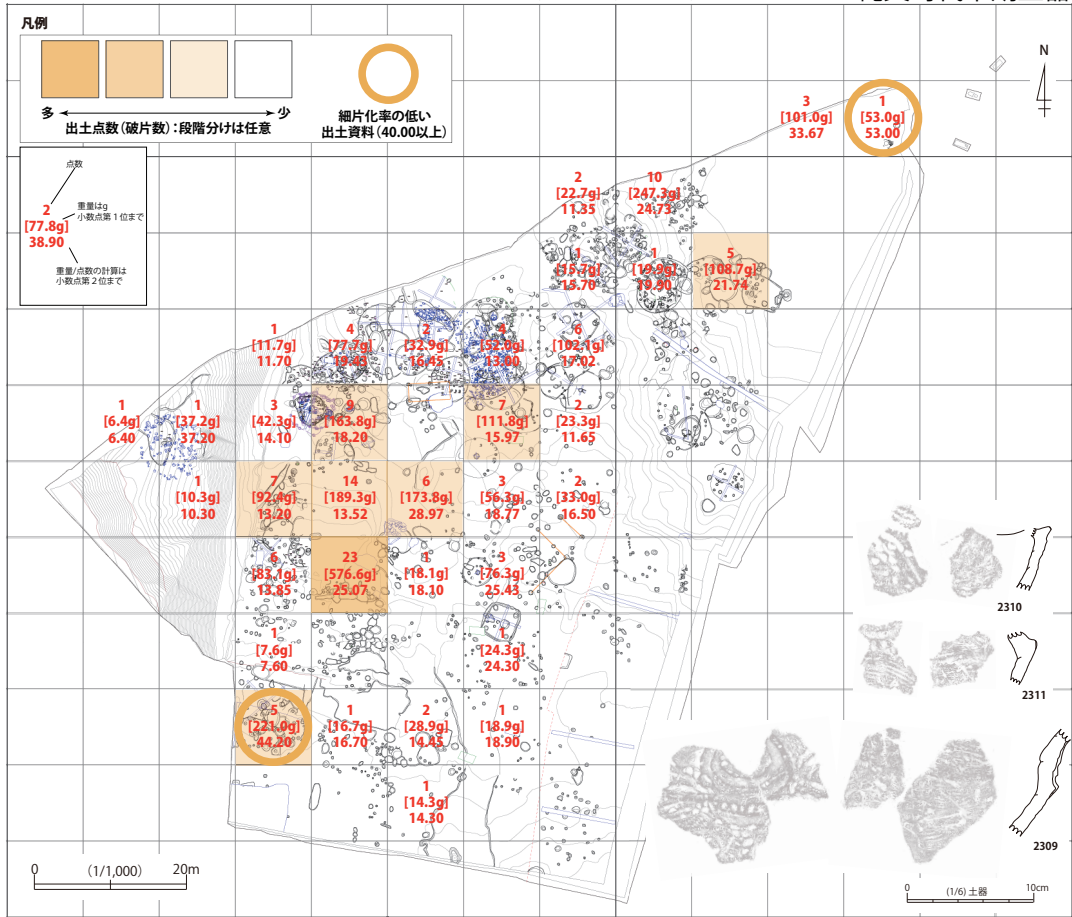 凡例
多
少
出土点数(破片数):段階分けは任意
細片化率の低い
出土資料(40.00以上)
点数
2
[77.8g]
38.90
重量はg
小数点第1位まで
重量/点数の計算は
小数点第2位まで
N
3
[101.0g]
33.67
1
[53.0g]
53.00
2
[22.7g]
11.35
10
[247.3g]
24.73
1
[15.7g]
15.70
1
[19.9g]
19.90
5
[108.7g]
21.74
1
[11.7g]
11.70
4
[77.7g]
19.43
2
[32.9g]
16.45
4
[52.0g]
13.00
6
[102.1g]
17.02
1
[6.4g]
6.40
1
[37.2g]
37.20
3
[42.3g]
14.10
9
[163.8g]
18.20
7
[111.8g]
15.97
2
[23.3g]
11.65
1
[10.3g]
10.30
7
[92.4g]
13.20
14
[189.3g]
13.52
6
[173.8g]
28.97
3
[56.3g]
18.77
2
[33.0g]
16.50
6
[83.1g]
13.85
23
[576.6g]
25.07
1
[18.1g]
18.10
3
[76.3g]
25.43
1
[7.6g]
7.60
1
[24.3g]
24.30
5
[221.0g]
44.20
1
[16.7g]
16.70
2
[28.9g]
14.45
1
[18.9g]
18.90
1
[14.3g]
14.30
2310
2311
2309
0 (1/1,000) 20m
0 (1/6) 土器 10cm